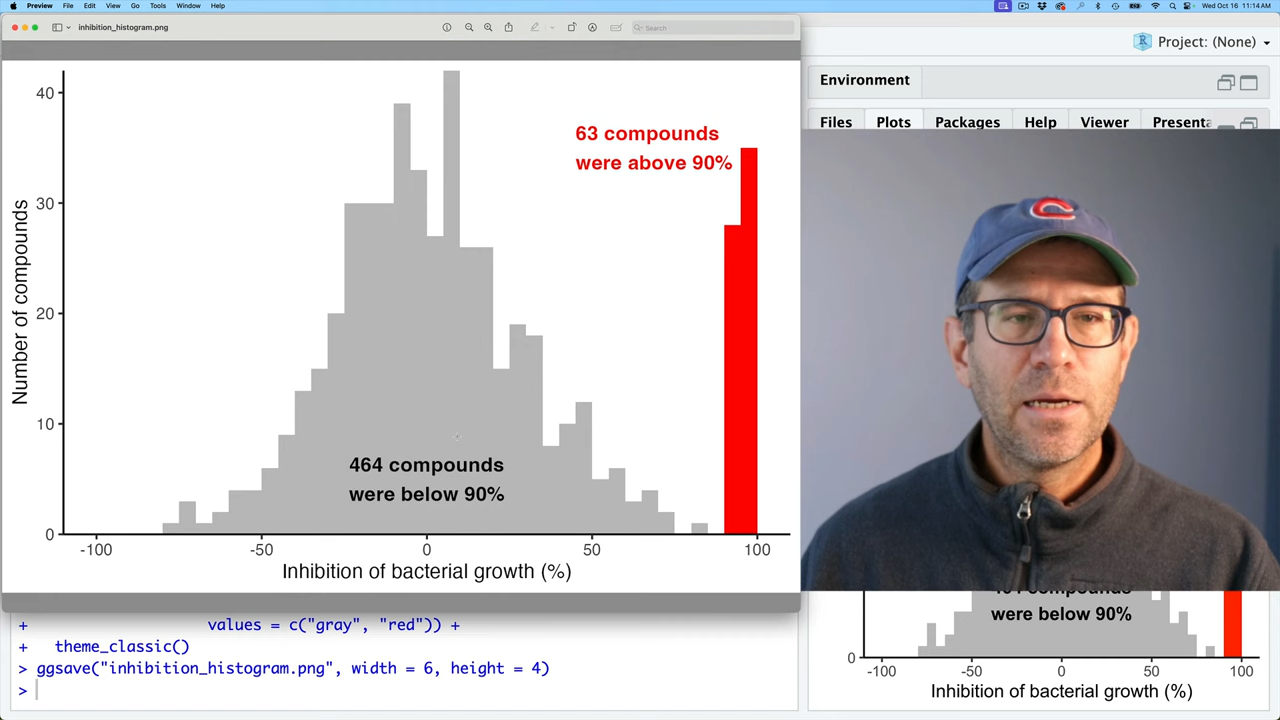 Preview File Edit View Go Tools Window Help
Wed Oct 16 11:14 AM
inhibition_histogram.png
Search
Project: (None)
Environment
Files Plots Packages Help Viewer Presenta
40
30
20
10
0
Number of compounds
63 compounds
were above 90%
464 compounds
were below 90%
-100 -50 0 50 100
Inhibition of bacterial growth (%)
+ values = c("gray", "red")) +
+ theme_classic()
> ggsave("inhibition_histogram.png", width = 6, height = 4)
>
were below 90%
0
-100 -50 0 50 100
Inhibition of bacterial growth (%)